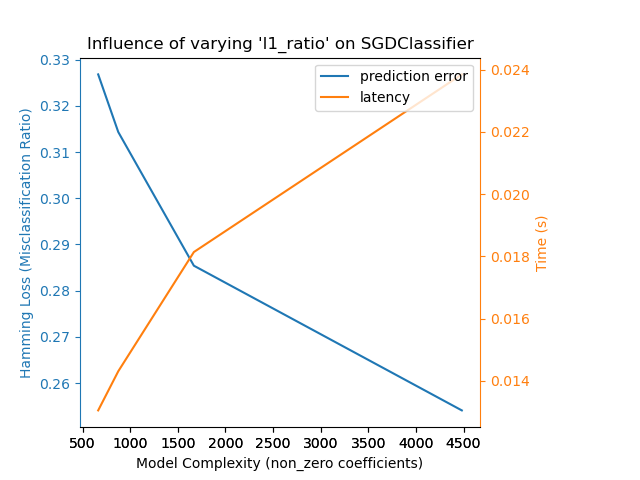 Influence of varying 'l1_ratio' on SGDClassifier
prediction error
latency
Hamming Loss (Misclassification Ratio)
0.33
0.32
0.31
0.30
0.29
0.28
0.27
0.26
0.024
0.022
0.020
0.018
0.016
0.014
Time (s)
500 1000 1500 2000 2500 3000 3500 4000 4500
Model Complexity (non_zero coefficients)